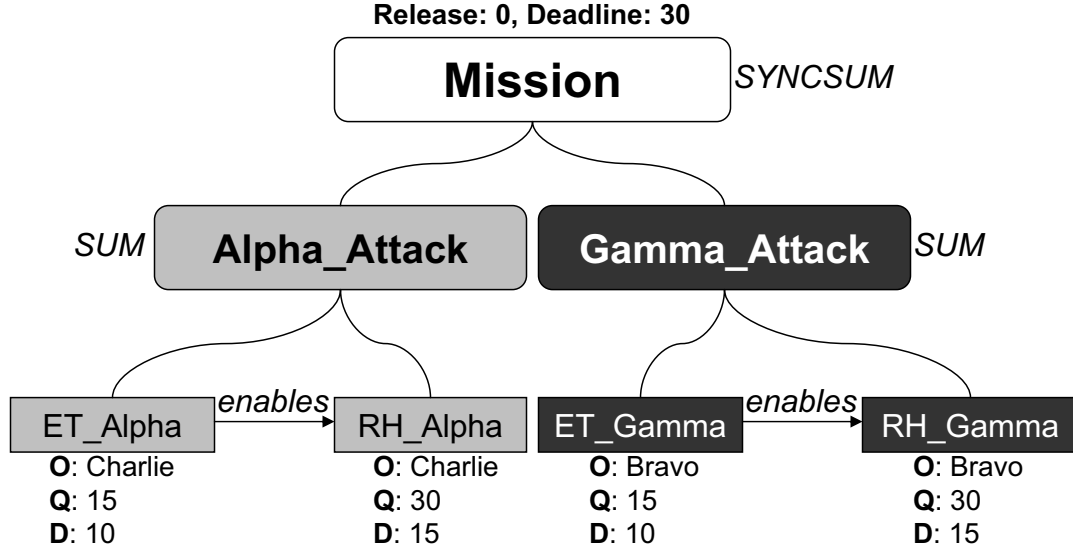 Release: 0, Deadline: 30
Mission
SYNCSUM
SUM
Alpha_Attack
Gamma_Attack
SUM
ET_Alpha
enables
RH_Alpha
ET_Gamma
enables
RH_Gamma
O: Charlie
Q: 15
D: 10
O: Charlie
Q: 30
D: 15
O: Bravo
Q: 15
D: 10
O: Bravo
Q: 30
D: 15